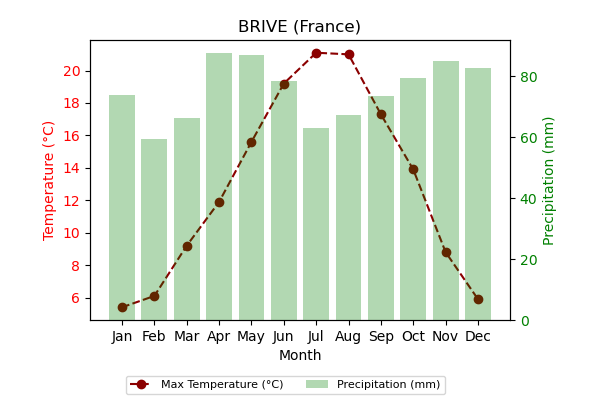 BRIVE (France)
20
18
16
14
12
10
8
6
Temperature (°C)
80
60
40
20
0
Precipitation (mm)
Jan Feb Mar Apr May Jun Jul Aug Sep Oct Nov Dec
Month
Max Temperature (°C) Precipitation (mm)